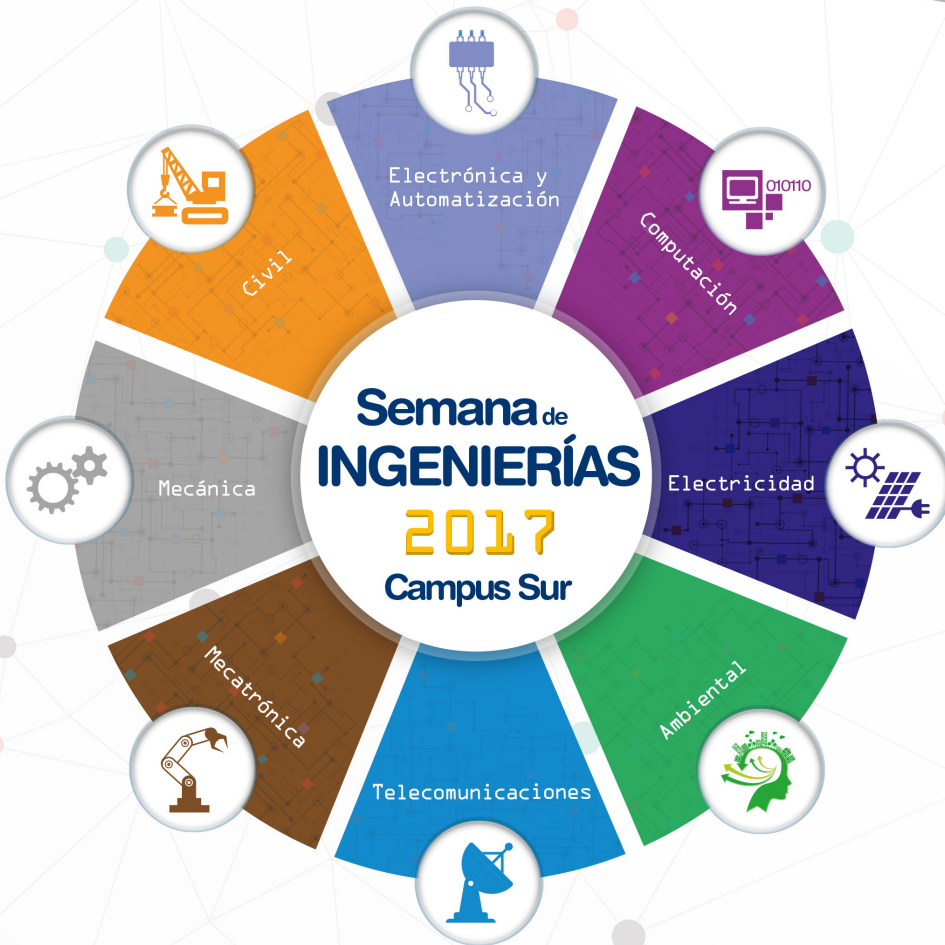 Electrónica y
Automatización
010110
Computación
Civil
Semana de
INGENIERÍAS
2017
Campus Sur
Electricidad
Mecánica
Ambiental
Mecatrónica
Telecomunicaciones